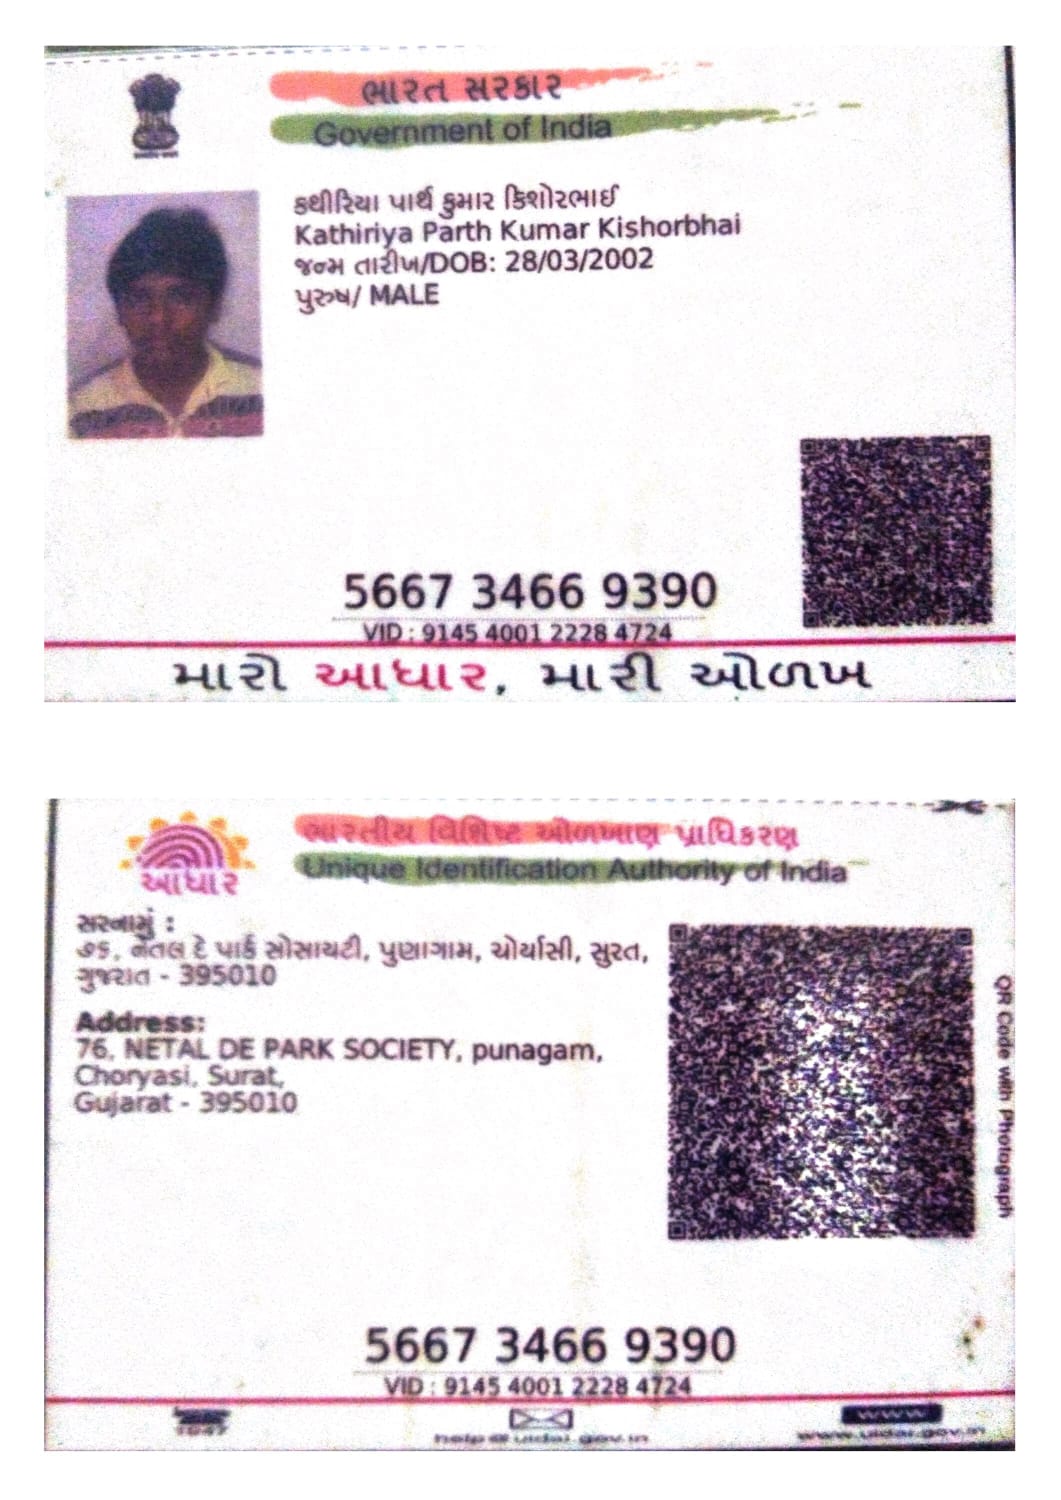 ભારત સરકાર
Government of India
કથીરિયા પાર્થ કુમાર કિશોરભાઈ
Kathiriya Parth Kumar Kishorbhai
જન્મ તારીખ/DOB: 28/03/2002
પુરુષ/ MALE
5667 3466 9390
VID : 9145 4001 2228 4724
મારો આધાર, મારી ઓળખ
ભારતીય વિશિષ્ટ ઓળખાણ પ્રાધિકરણ
Unique Identification Authority of India
આધાર
સરનામું :
૭૬, નેતલ દે પાર્ક સોસાયટી, પુણાગામ, ચોર્યાસી, સુરત,
ગુજરાત - 395010
Address:
76, NETAL DE PARK SOCIETY, punagam,
Choryasi, Surat,
Gujarat - 395010
QR Code with Photograph
5667 3466 9390
VID : 9145 4001 2228 4724
1947
help@uidai.gov.in
www
www.uidai.gov.in